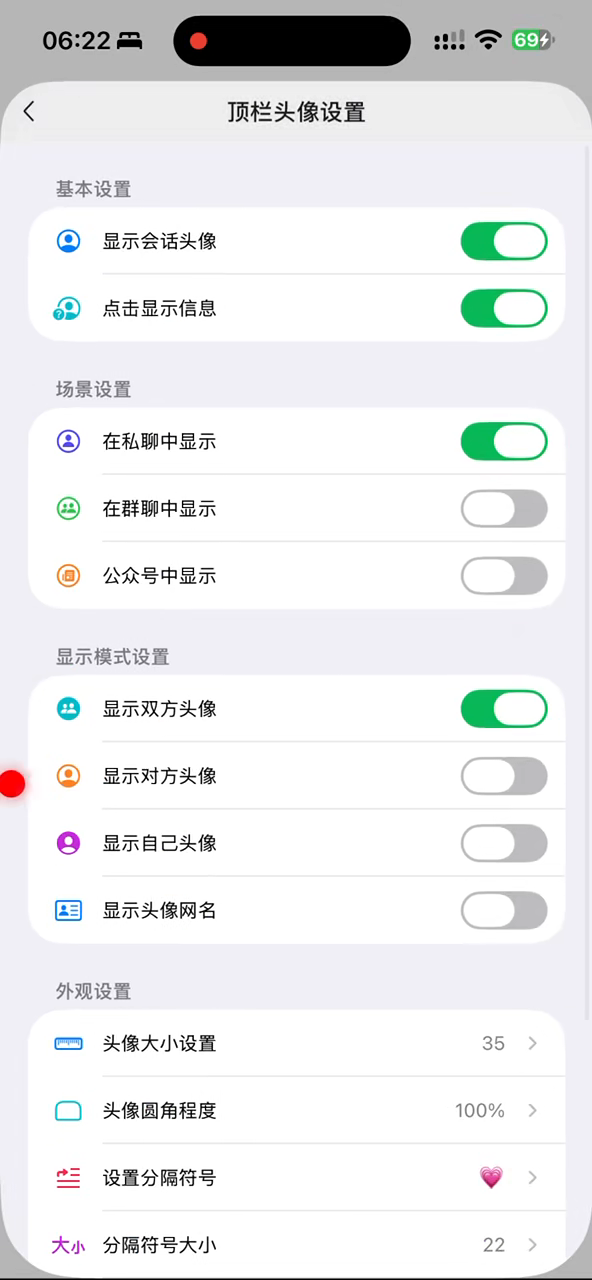 06:22
69
顶栏头像设置
基本设置
显示会话头像
点击显示信息
场景设置
在私聊中显示
在群聊中显示
公众号中显示
显示模式设置
显示双方头像
显示对方头像
显示自己头像
显示头像网名
外观设置
头像大小设置 35
头像圆角程度 100%
设置分隔符号 💗
大小 分隔符号大小 22